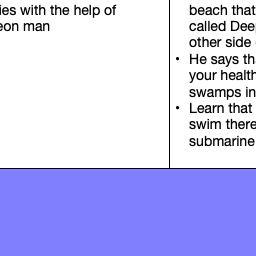 ies with the help of
eon man
beach that
called Dee
other side
• He says th
your health
swamps in
• Learn that
swim there
submarine